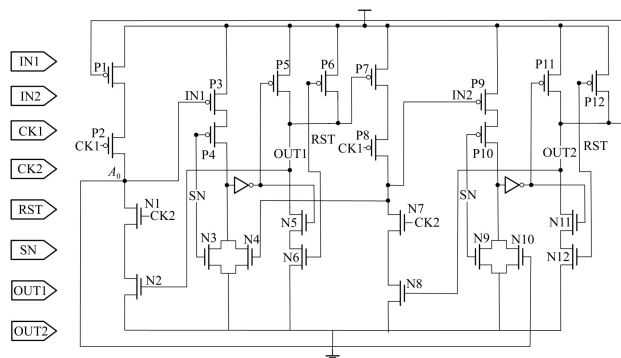 IN1
IN2
CK1
CK2
RST
SN
OUT1
OUT2
P1
P2
CK1
A0
N1
CK2
N2
P3
IN1
P4
SN
N3
N4
P5
P6
RST
OUT1
N5
N6
P7
P8
CK1
N7
CK2
N8
P9
IN2
P10
SN
N9
N10
P11
P12
RST
OUT2
N11
N12